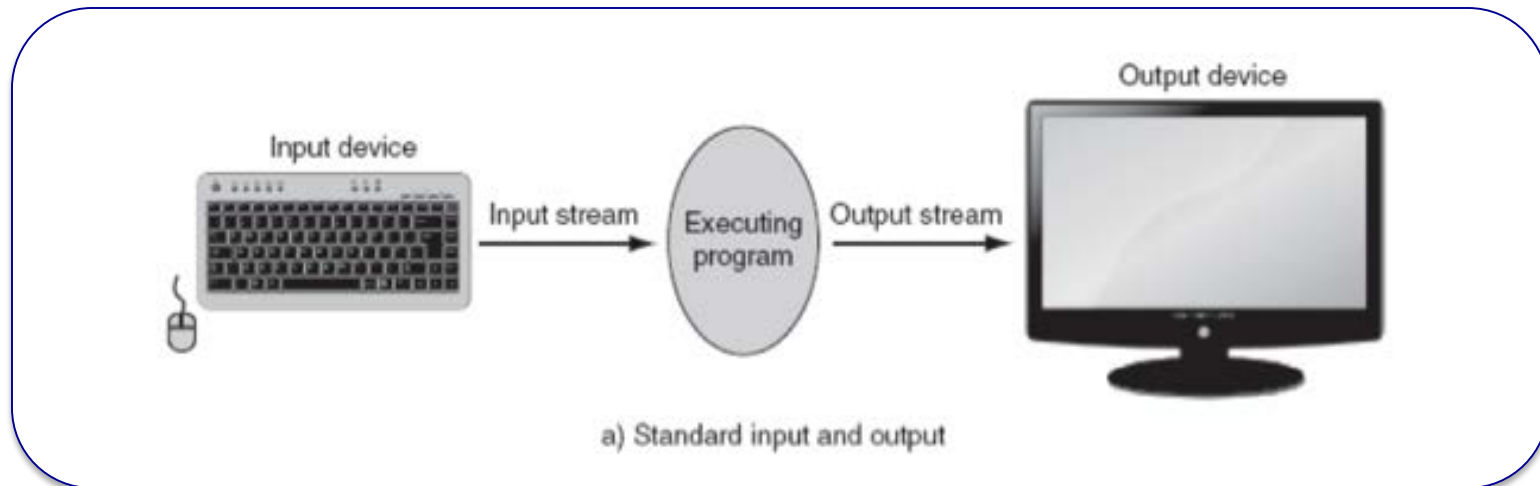 Output device
Input device
Input stream
Executing
program
Output stream
a) Standard input and output